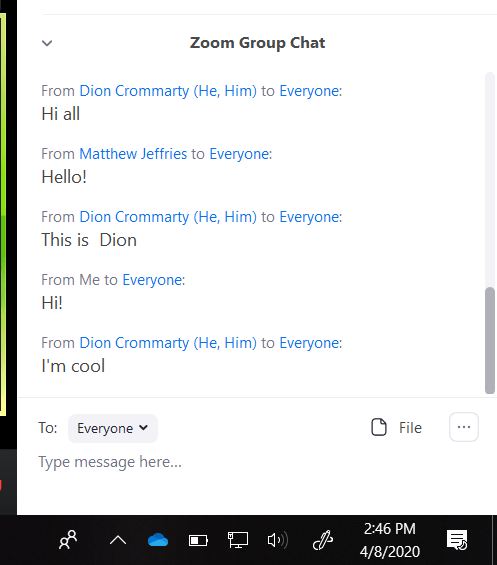 Zoom Group Chat
From Dion Crommarty (He, Him) to Everyone:
Hi all
From Matthew Jeffries to Everyone:
Hello!
From Dion Crommarty (He, Him) to Everyone:
This is  Dion
From Me to Everyone:
Hi!
From Dion Crommarty (He, Him) to Everyone:
I'm cool
To: Everyone File
Type message here...
2:46 PM
4/8/2020